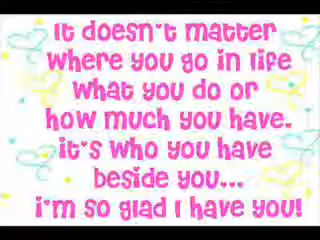 It doesn't matter
where you go in life
what you do or
how much you have.
it's who you have
beside you...
i'm so glad I have you!